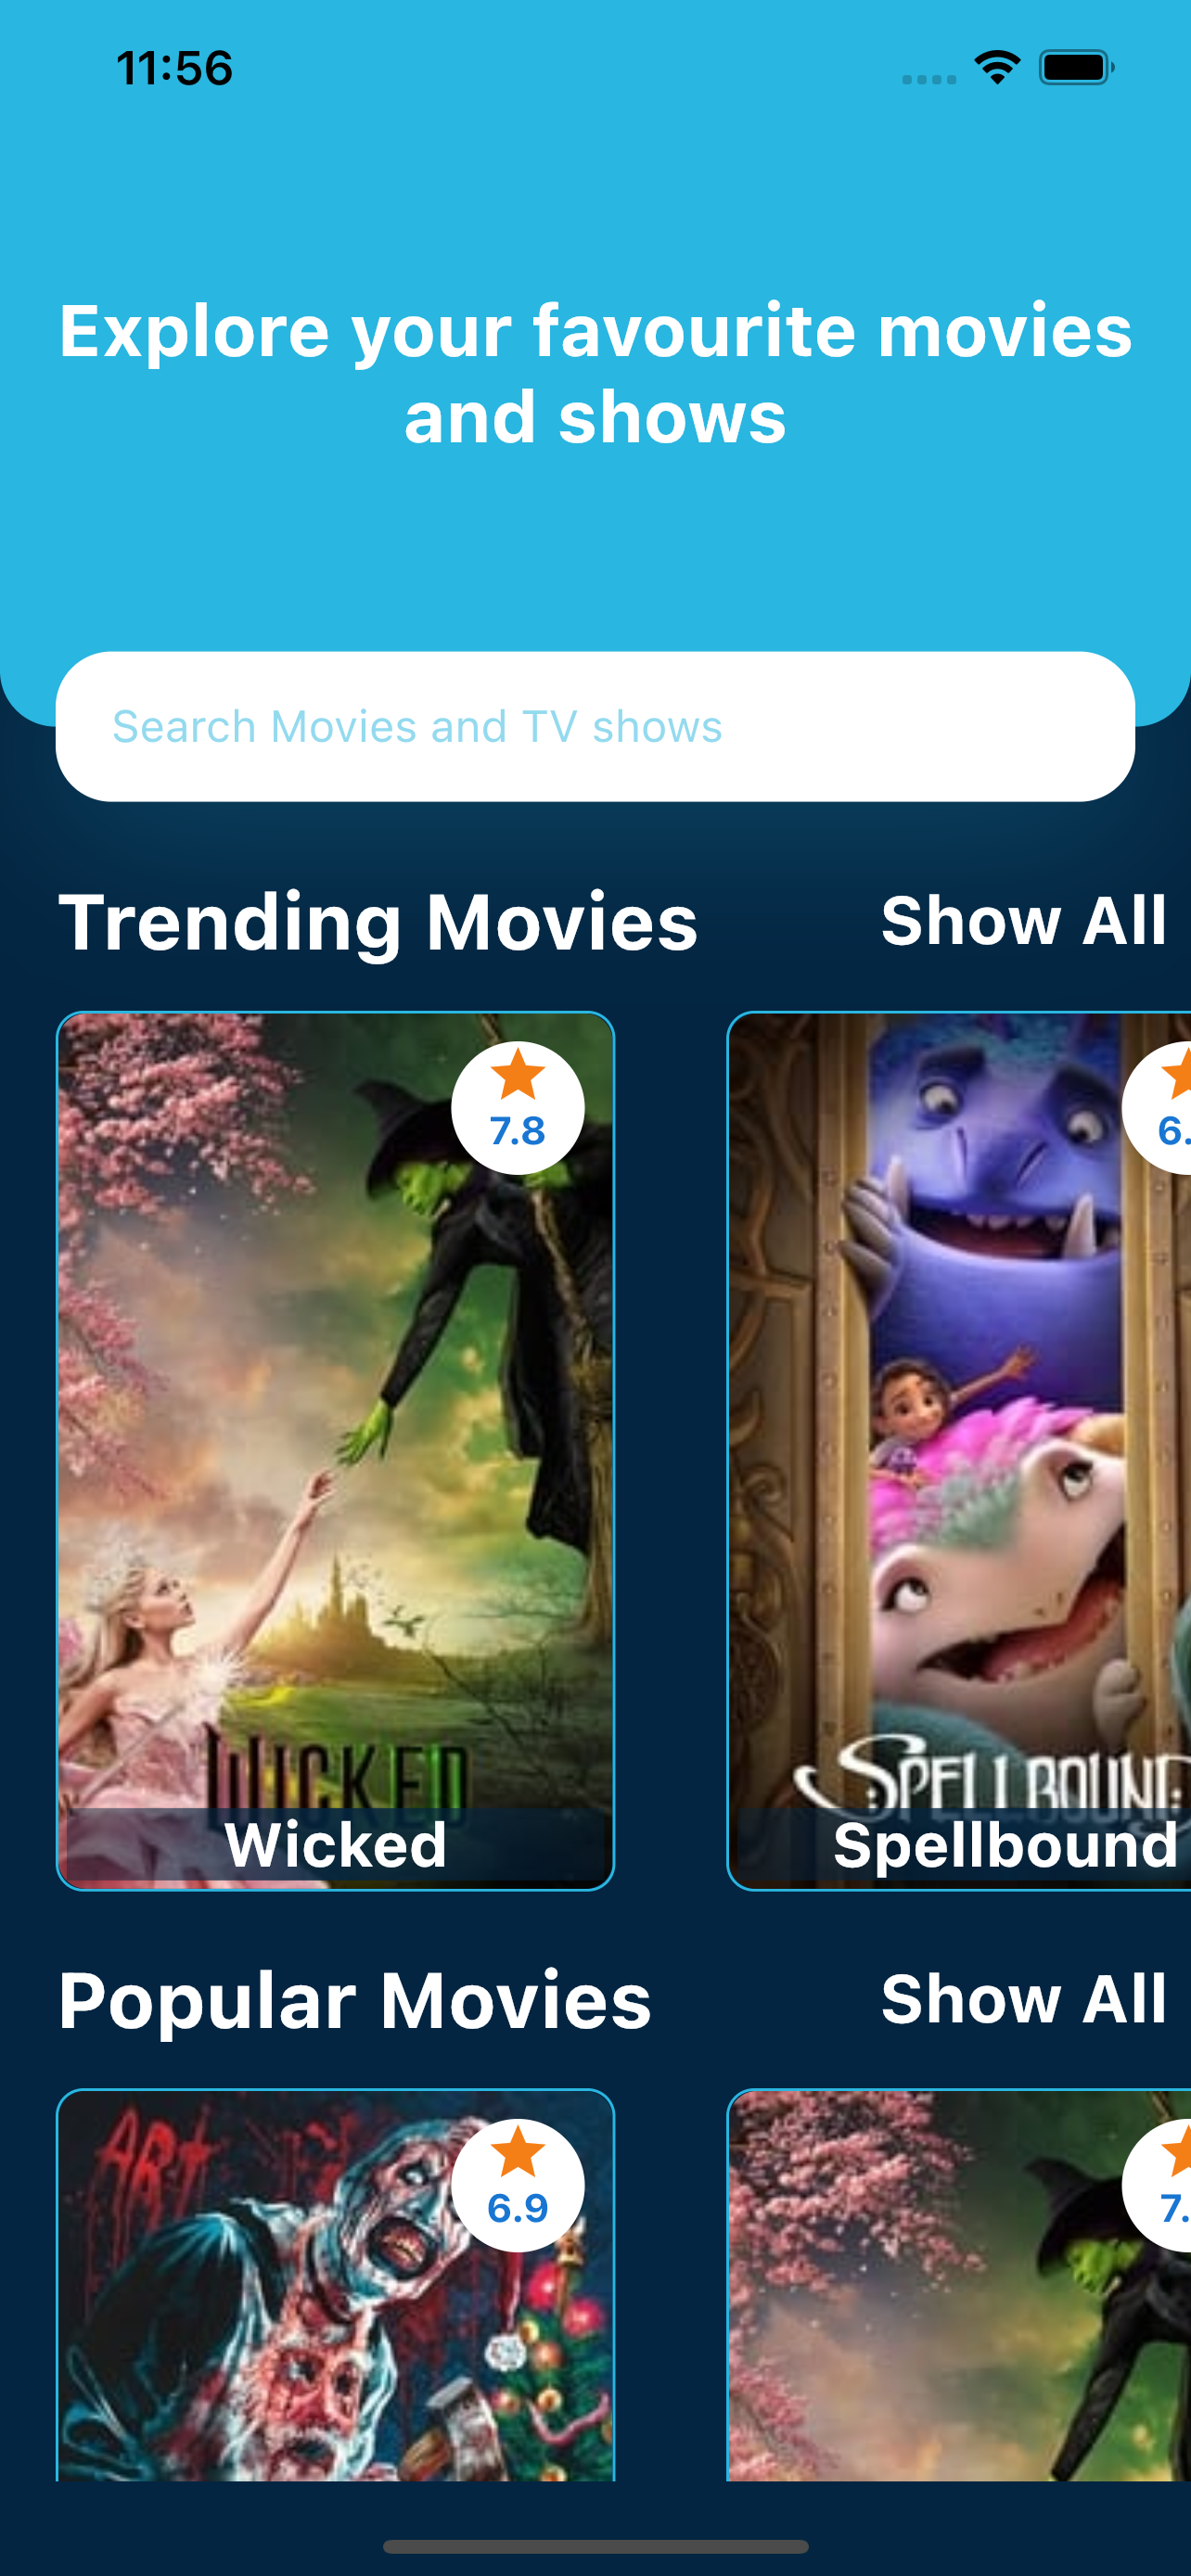 11:56
Explore your favourite movies
and shows
Search Movies and TV shows
Trending Movies
Show All
7.8
6.
WICKED
SPELLBOUND
Wicked
Spellbound
Popular Movies
Show All
ART
6.9
7.